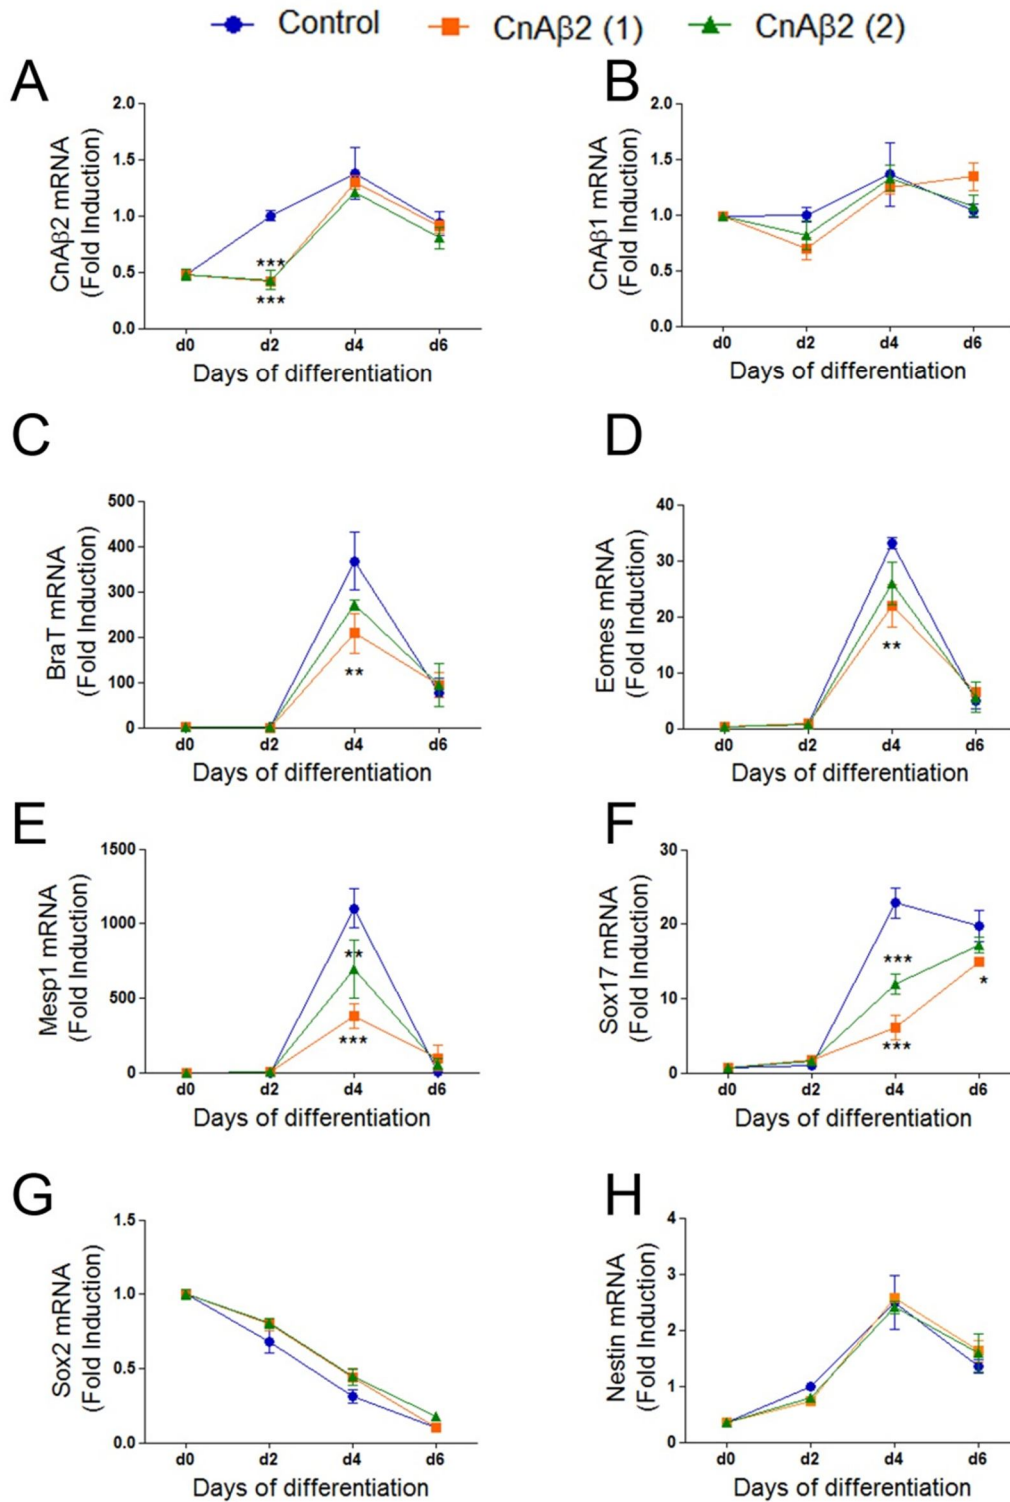 Control CnAβ2 (1) CnAβ2 (2)
A
CnAβ2 mRNA
(Fold Induction)
2.0
1.5
1.0
0.5
0.0
***
***
d0 d2 d4 d6
Days of differentiation
B
CnAβ1 mRNA
(Fold Induction)
2.0
1.5
1.0
0.5
0.0
d0 d2 d4 d6
Days of differentiation
C
BraT mRNA
(Fold Induction)
500
400
300
200
100
0
**
d0 d2 d4 d6
Days of differentiation
D
Eomes mRNA
(Fold Induction)
40
30
20
10
0
**
d0 d2 d4 d6
Days of differentiation
E
Mesp1 mRNA
(Fold Induction)
1500
1000
500
0
**
***
d0 d2 d4 d6
Days of differentiation
F
Sox17 mRNA
(Fold Induction)
30
20
10
0
***
*
***
d0 d2 d4 d6
Days of differentiation
G
Sox2 mRNA
(Fold Induction)
1.5
1.0
0.5
0.0
d0 d2 d4 d6
Days of differentiation
H
Nestin mRNA
(Fold Induction)
4
3
2
1
0
d0 d2 d4 d6
Days of differentiation